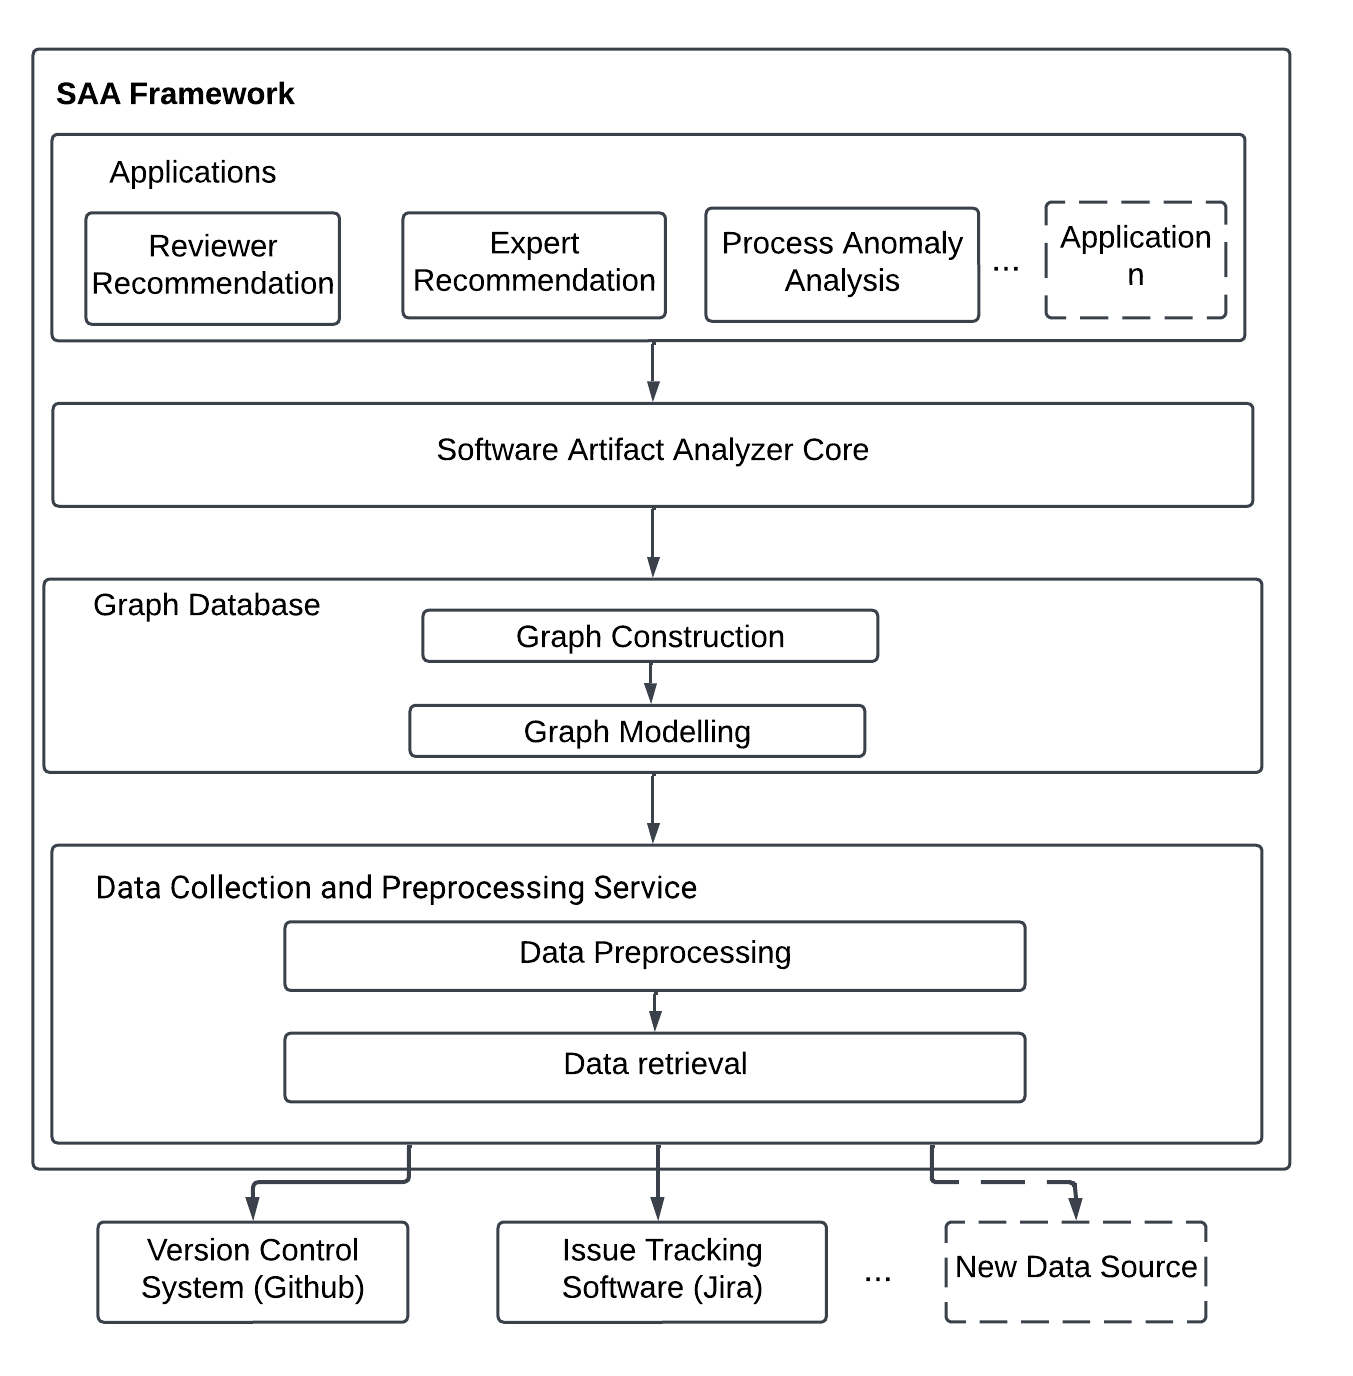 SAA Framework
Applications
Reviewer
Recommendation
Expert
Recommendation
Process Anomaly
Analysis
...
Application
n
Software Artifact Analyzer Core
Graph Database
Graph Construction
Graph Modelling
Data Collection and Preprocessing Service
Data Preprocessing
Data retrieval
Version Control
System (Github)
Issue Tracking
Software (Jira)
...
New Data Source